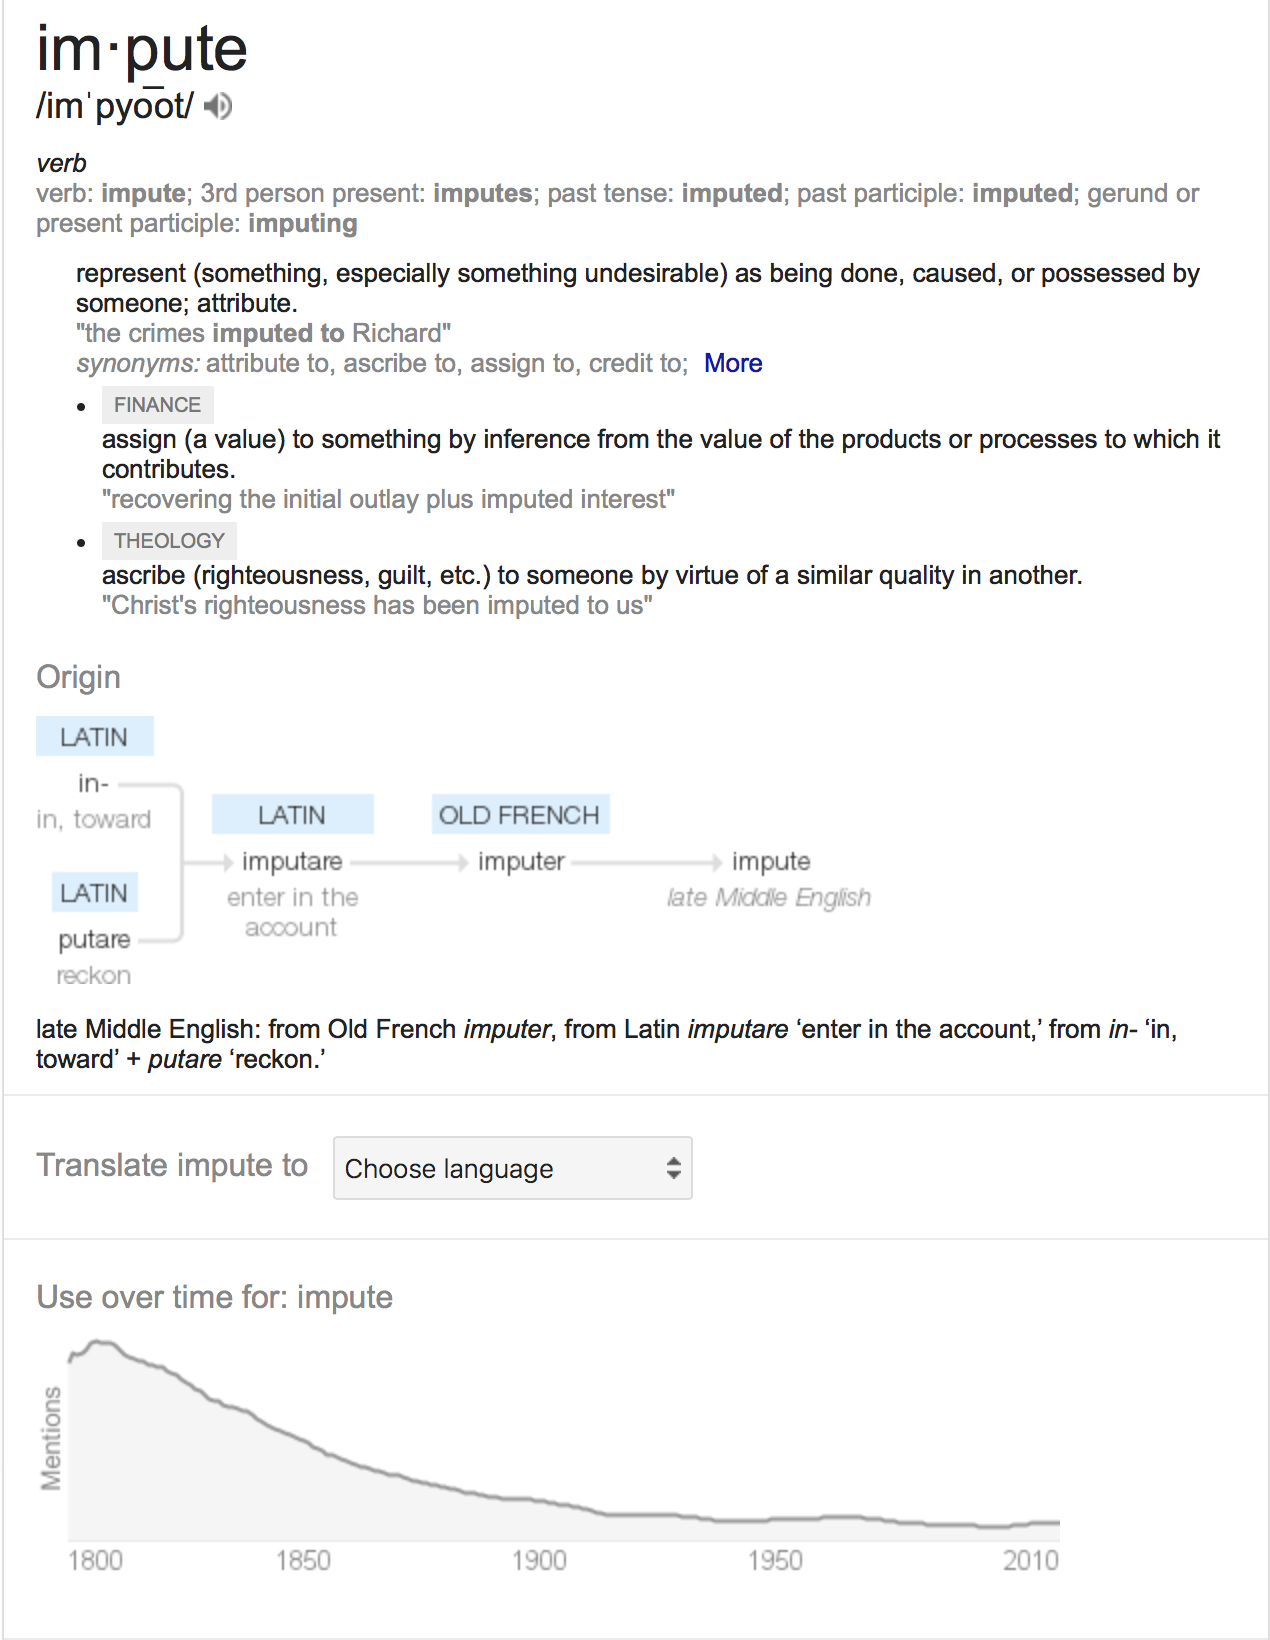 im·pute
/imˈpyo͞ot/
verb
verb: impute; 3rd person present: imputes; past tense: imputed; past participle: imputed; gerund or
present participle: imputing
represent (something, especially something undesirable) as being done, caused, or possessed by
someone; attribute.
"the crimes imputed to Richard"
synonyms: attribute to, ascribe to, assign to, credit to; More
• FINANCE
assign (a value) to something by inference from the value of the products or processes to which it
contributes.
"recovering the initial outlay plus imputed interest"
• THEOLOGY
ascribe (righteousness, guilt, etc.) to someone by virtue of a similar quality in another.
"Christ's righteousness has been imputed to us"
Origin
LATIN
in-
in, toward
LATIN
putare
reckon
LATIN
imputare
enter in the
account
OLD FRENCH
imputer
impute
late Middle English
late Middle English: from Old French imputer, from Latin imputare ‘enter in the account,’ from in- ‘in,
toward’ + putare ‘reckon.’
Translate impute to
Choose language
Use over time for: impute
Mentions
1800 1850 1900 1950 2010